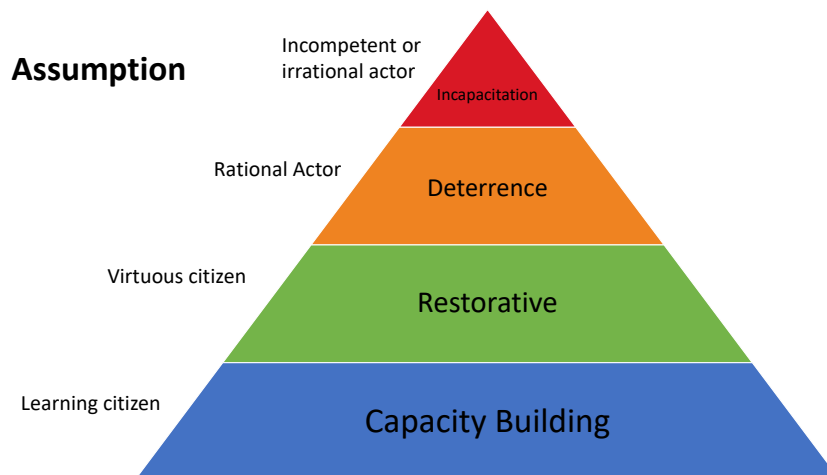 Incompetent or
irrational actor
Assumption
Incapacitation
Rational Actor
Deterrence
Virtuous citizen
Restorative
Learning citizen
Capacity Building